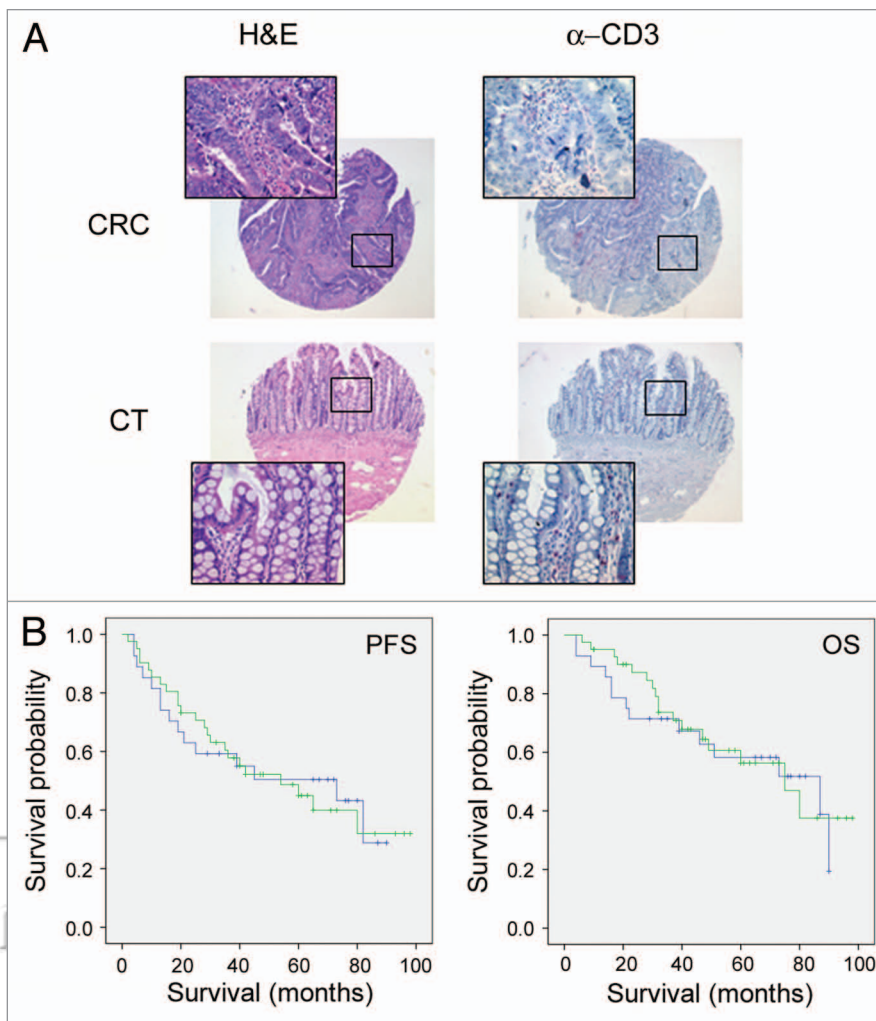 A
H&E
α–CD3
CRC
CT
B
PFS
Survival probability
1.0
0.8
0.6
0.4
0.2
0.0
0 20 40 60 80 100
Survival (months)
OS
Survival probability
1.0
0.8
0.6
0.4
0.2
0.0
0 20 40 60 80 100
Survival (months)